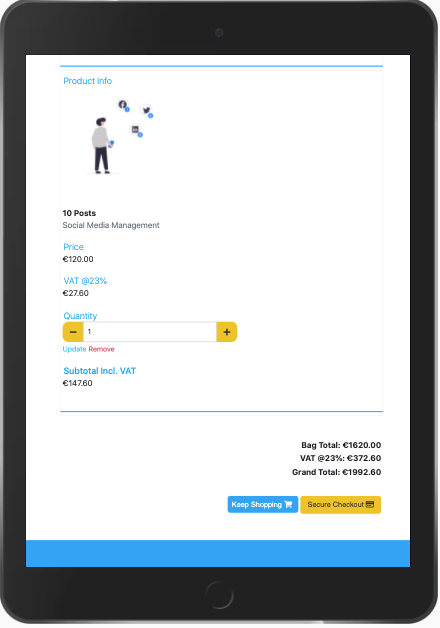 Product Info
10 Posts
Social Media Management
Price
€120.00
VAT @23%
€27.60
Quantity
− 1 +
Update Remove
Subtotal Incl. VAT
€147.60
Bag Total: €1620.00
VAT @23%: €372.60
Grand Total: €1992.60
Keep Shopping Secure Checkout